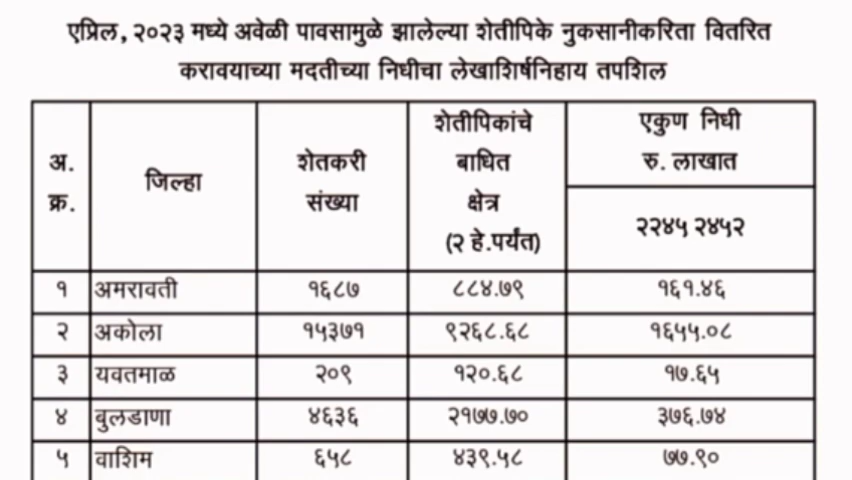 एप्रिल, २०२३ मध्ये अवेळी पावसामुळे झालेल्या शेतीपिके नुकसानीकरिता वितरित
करावयाच्या मदतीच्या निधीचा लेखाशिर्षनिहाय तपशिल
अ. क्र. जिल्हा शेतकरी संख्या शेतीपिकांचे बाधित क्षेत्र (२ हे.पर्यंत) एकुण निधी रु. लाखात
२२४५ २४५२
१ अमरावती १६८७ ८८४.७९ १६१.४६
२ अकोला १५३७१ ९२६८.६८ १६५५.०८
३ यवतमाळ २०९ १२०.६८ १७.६५
४ बुलडाणा ४६३६ २१७७.७० ३७६.७४
५ वाशिम ६५८ ४३९.५८ ७७.९०